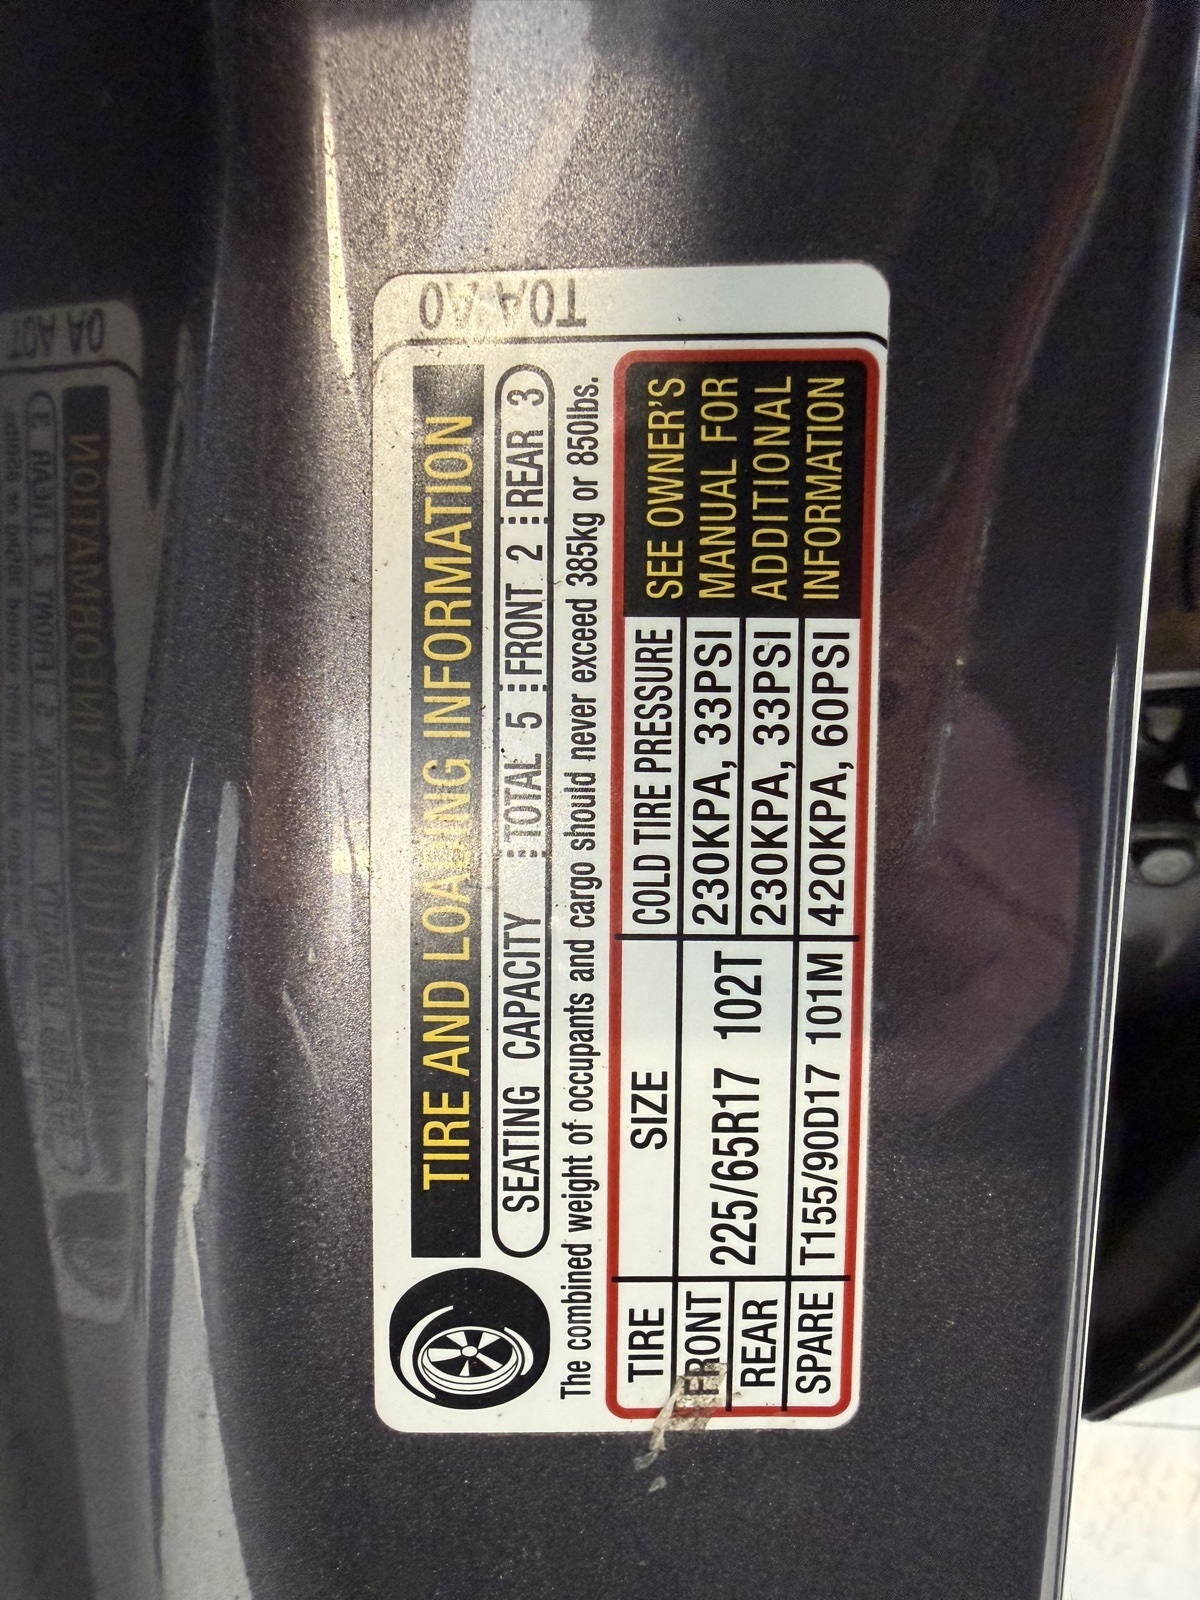 TIRE AND LOADING INFORMATION
SEATING CAPACITY TOTAL 5 FRONT 2 REAR 3
The combined weight of occupants and cargo should never exceed 385kg or 850lbs.
TIRE SIZE COLD TIRE PRESSURE
FRONT 225/65R17 102T 230KPA, 33PSI
REAR 230KPA, 33PSI
SPARE T155/90D17 101M 420KPA, 60PSI
SEE OWNER'S
MANUAL FOR
ADDITIONAL
INFORMATION
T0A A0